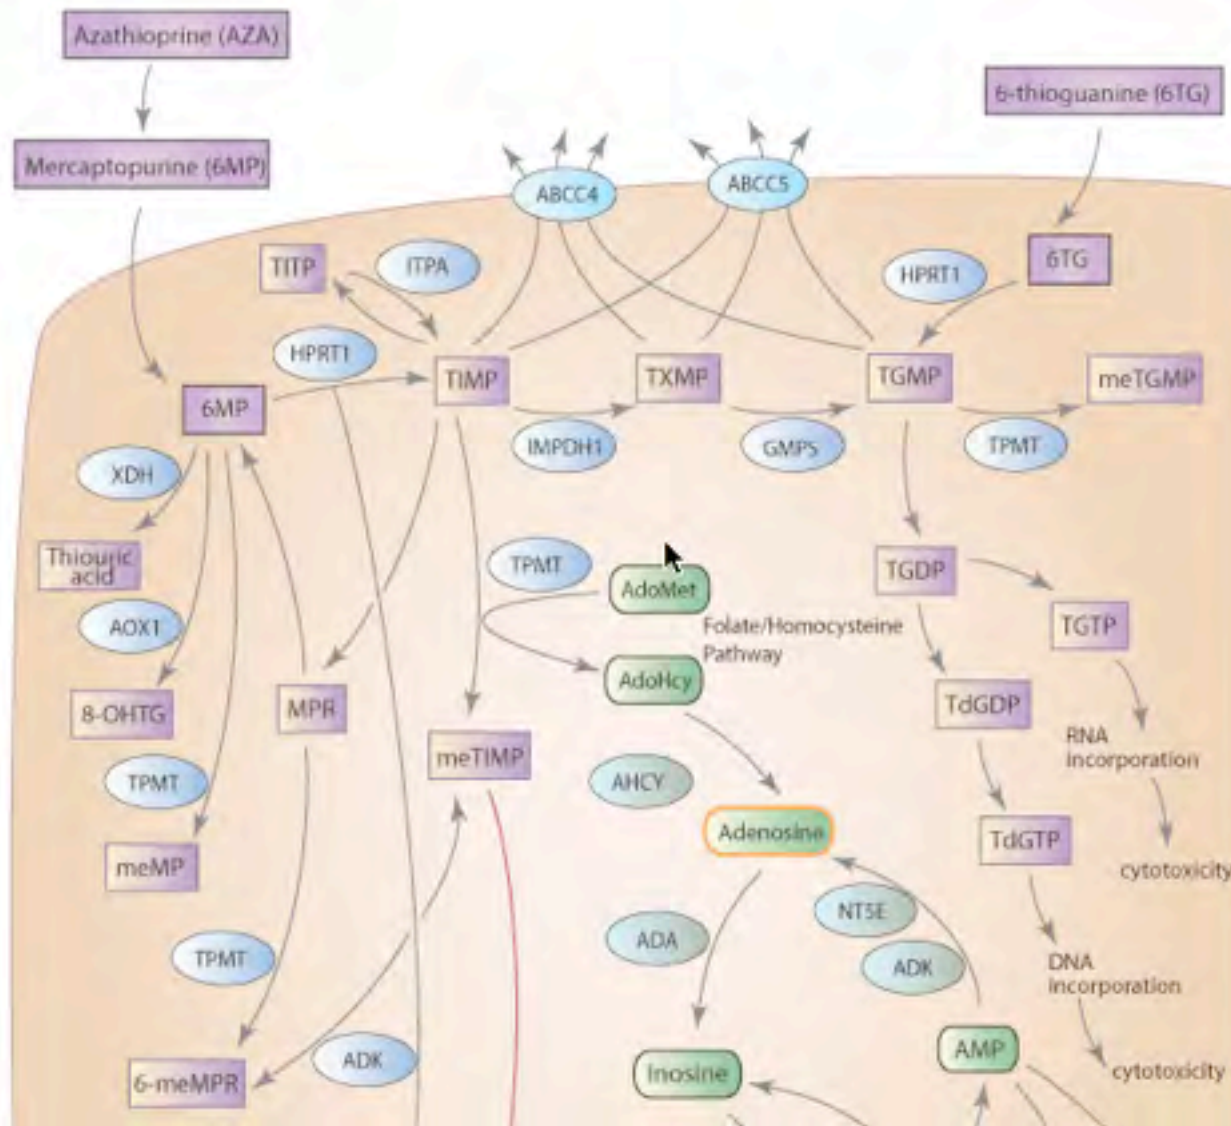 Azathioprine (AZA)
6-thioguanine (6TG)
Mercaptopurine (6MP)
ABCC4
ABCC5
TITP
ITPA
HPRT1
6TG
HPRT1
6MP
TIMP
TXMP
TGMP
meTGMP
XDH
IMPDH1
GMPS
TPMT
Thiouric
acid
TPMT
AdoMet
TGDP
AOX1
Folate/Homocysteine
Pathway
TGTP
AdoHcy
8-OHTG
MPR
TdGDP
meTIMP
RNA
incorporation
TPMT
AHCY
Adenosine
TdGTP
meMP
cytotoxicity
NT5E
ADA
TPMT
ADK
DNA
incorporation
ADK
AMP
6-meMPR
Inosine
cytotoxicity